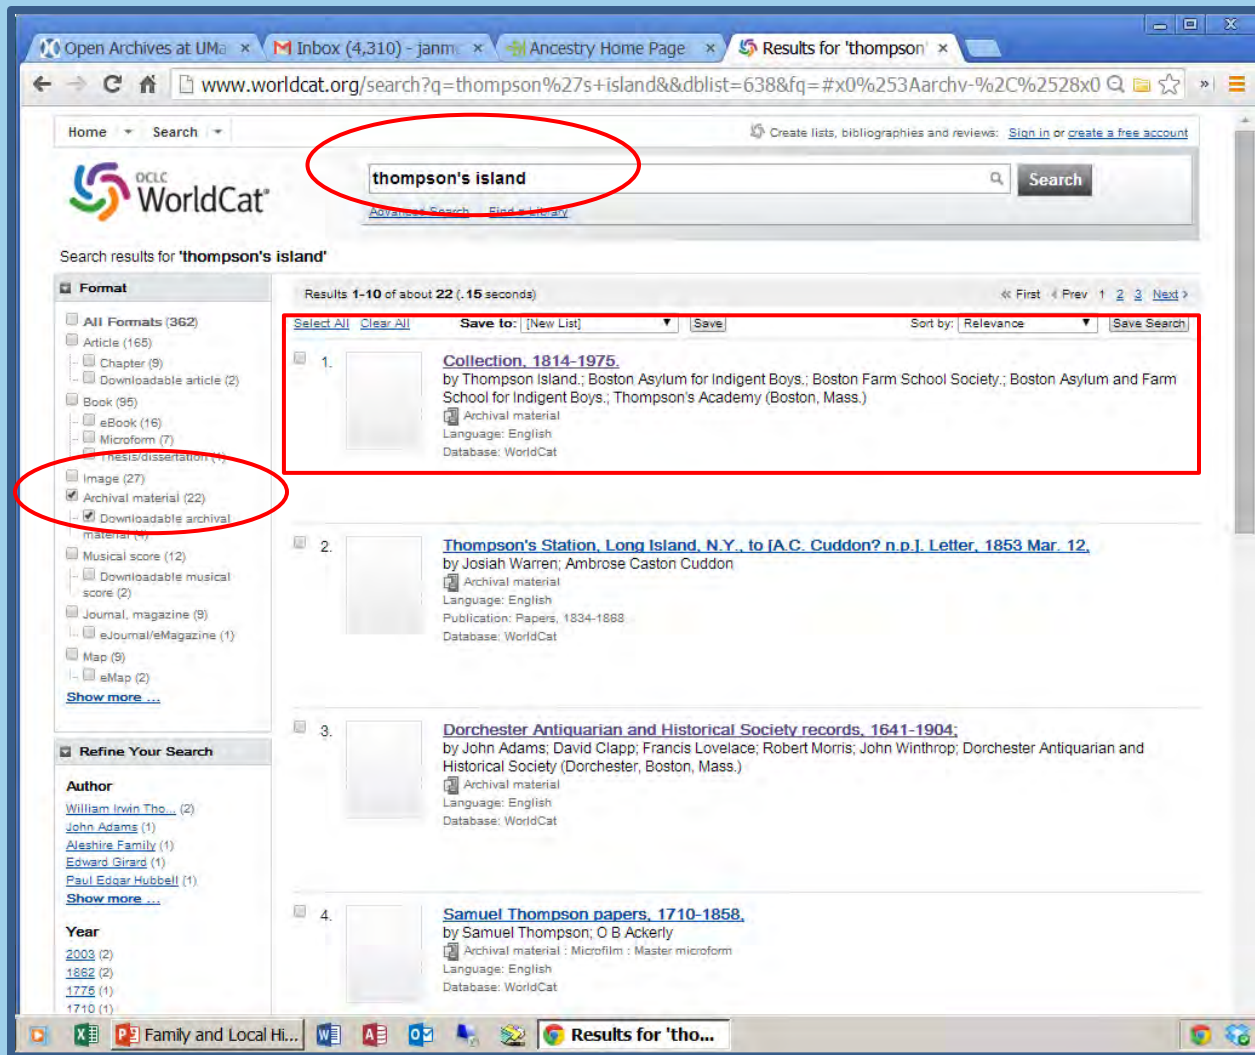 Open Archives at UMa
Inbox (4,310) - janm
Ancestry Home Page
Results for 'thompson'
www.worldcat.org/search?q=thompson%27s+island&&dblist=638&fq=#x0%253Aarchv-%2C%2528x0
Home Search
Create lists, bibliographies and reviews: Sign in or create a free account
OCLC
WorldCat
thompson's island
Search
Advanced Search Find a Library
Search results for 'thompson's island'
Format
All Formats (362)
Article (165)
Chapter (9)
Downloadable article (2)
Book (95)
eBook (16)
Microform (7)
Thesis/dissertation (1)
Image (27)
Archival material (22)
Downloadable archival
material (4)
Musical score (12)
Downloadable musical
score (2)
Journal, magazine (9)
eJournal/eMagazine (1)
Map (9)
eMap (2)
Show more ...
Refine Your Search
Author
William Irwin Tho... (2)
John Adams (1)
Aleshire Family (1)
Edward Girard (1)
Paul Edgar Hubbell (1)
Show more ...
Year
2003 (2)
1862 (2)
1775 (1)
1710 (1)
Results 1-10 of about 22 (.15 seconds)
« First Prev 1 2 3 Next >
Select All Clear All Save to: [New List] Save Sort by: Relevance Save Search
1. Collection, 1814-1975.
by Thompson Island.; Boston Asylum for Indigent Boys.; Boston Farm School Society.; Boston Asylum and Farm
School for Indigent Boys.; Thompson's Academy (Boston, Mass.)
Archival material
Language: English
Database: WorldCat
2. Thompson's Station, Long Island, N.Y., to [A.C. Cuddon? n.p.]. Letter, 1853 Mar. 12,
by Josiah Warren; Ambrose Caston Cuddon
Archival material
Language: English
Publication: Papers, 1834-1868
Database: WorldCat
3. Dorchester Antiquarian and Historical Society records, 1641-1904;
by John Adams; David Clapp; Francis Lovelace; Robert Morris; John Winthrop; Dorchester Antiquarian and
Historical Society (Dorchester, Boston, Mass.)
Archival material
Language: English
Database: WorldCat
4. Samuel Thompson papers, 1710-1858,
by Samuel Thompson; O B Ackerly
Archival material : Microfilm : Master microform
Language: English
Database: WorldCat
Family and Local Hi...
Results for 'tho...